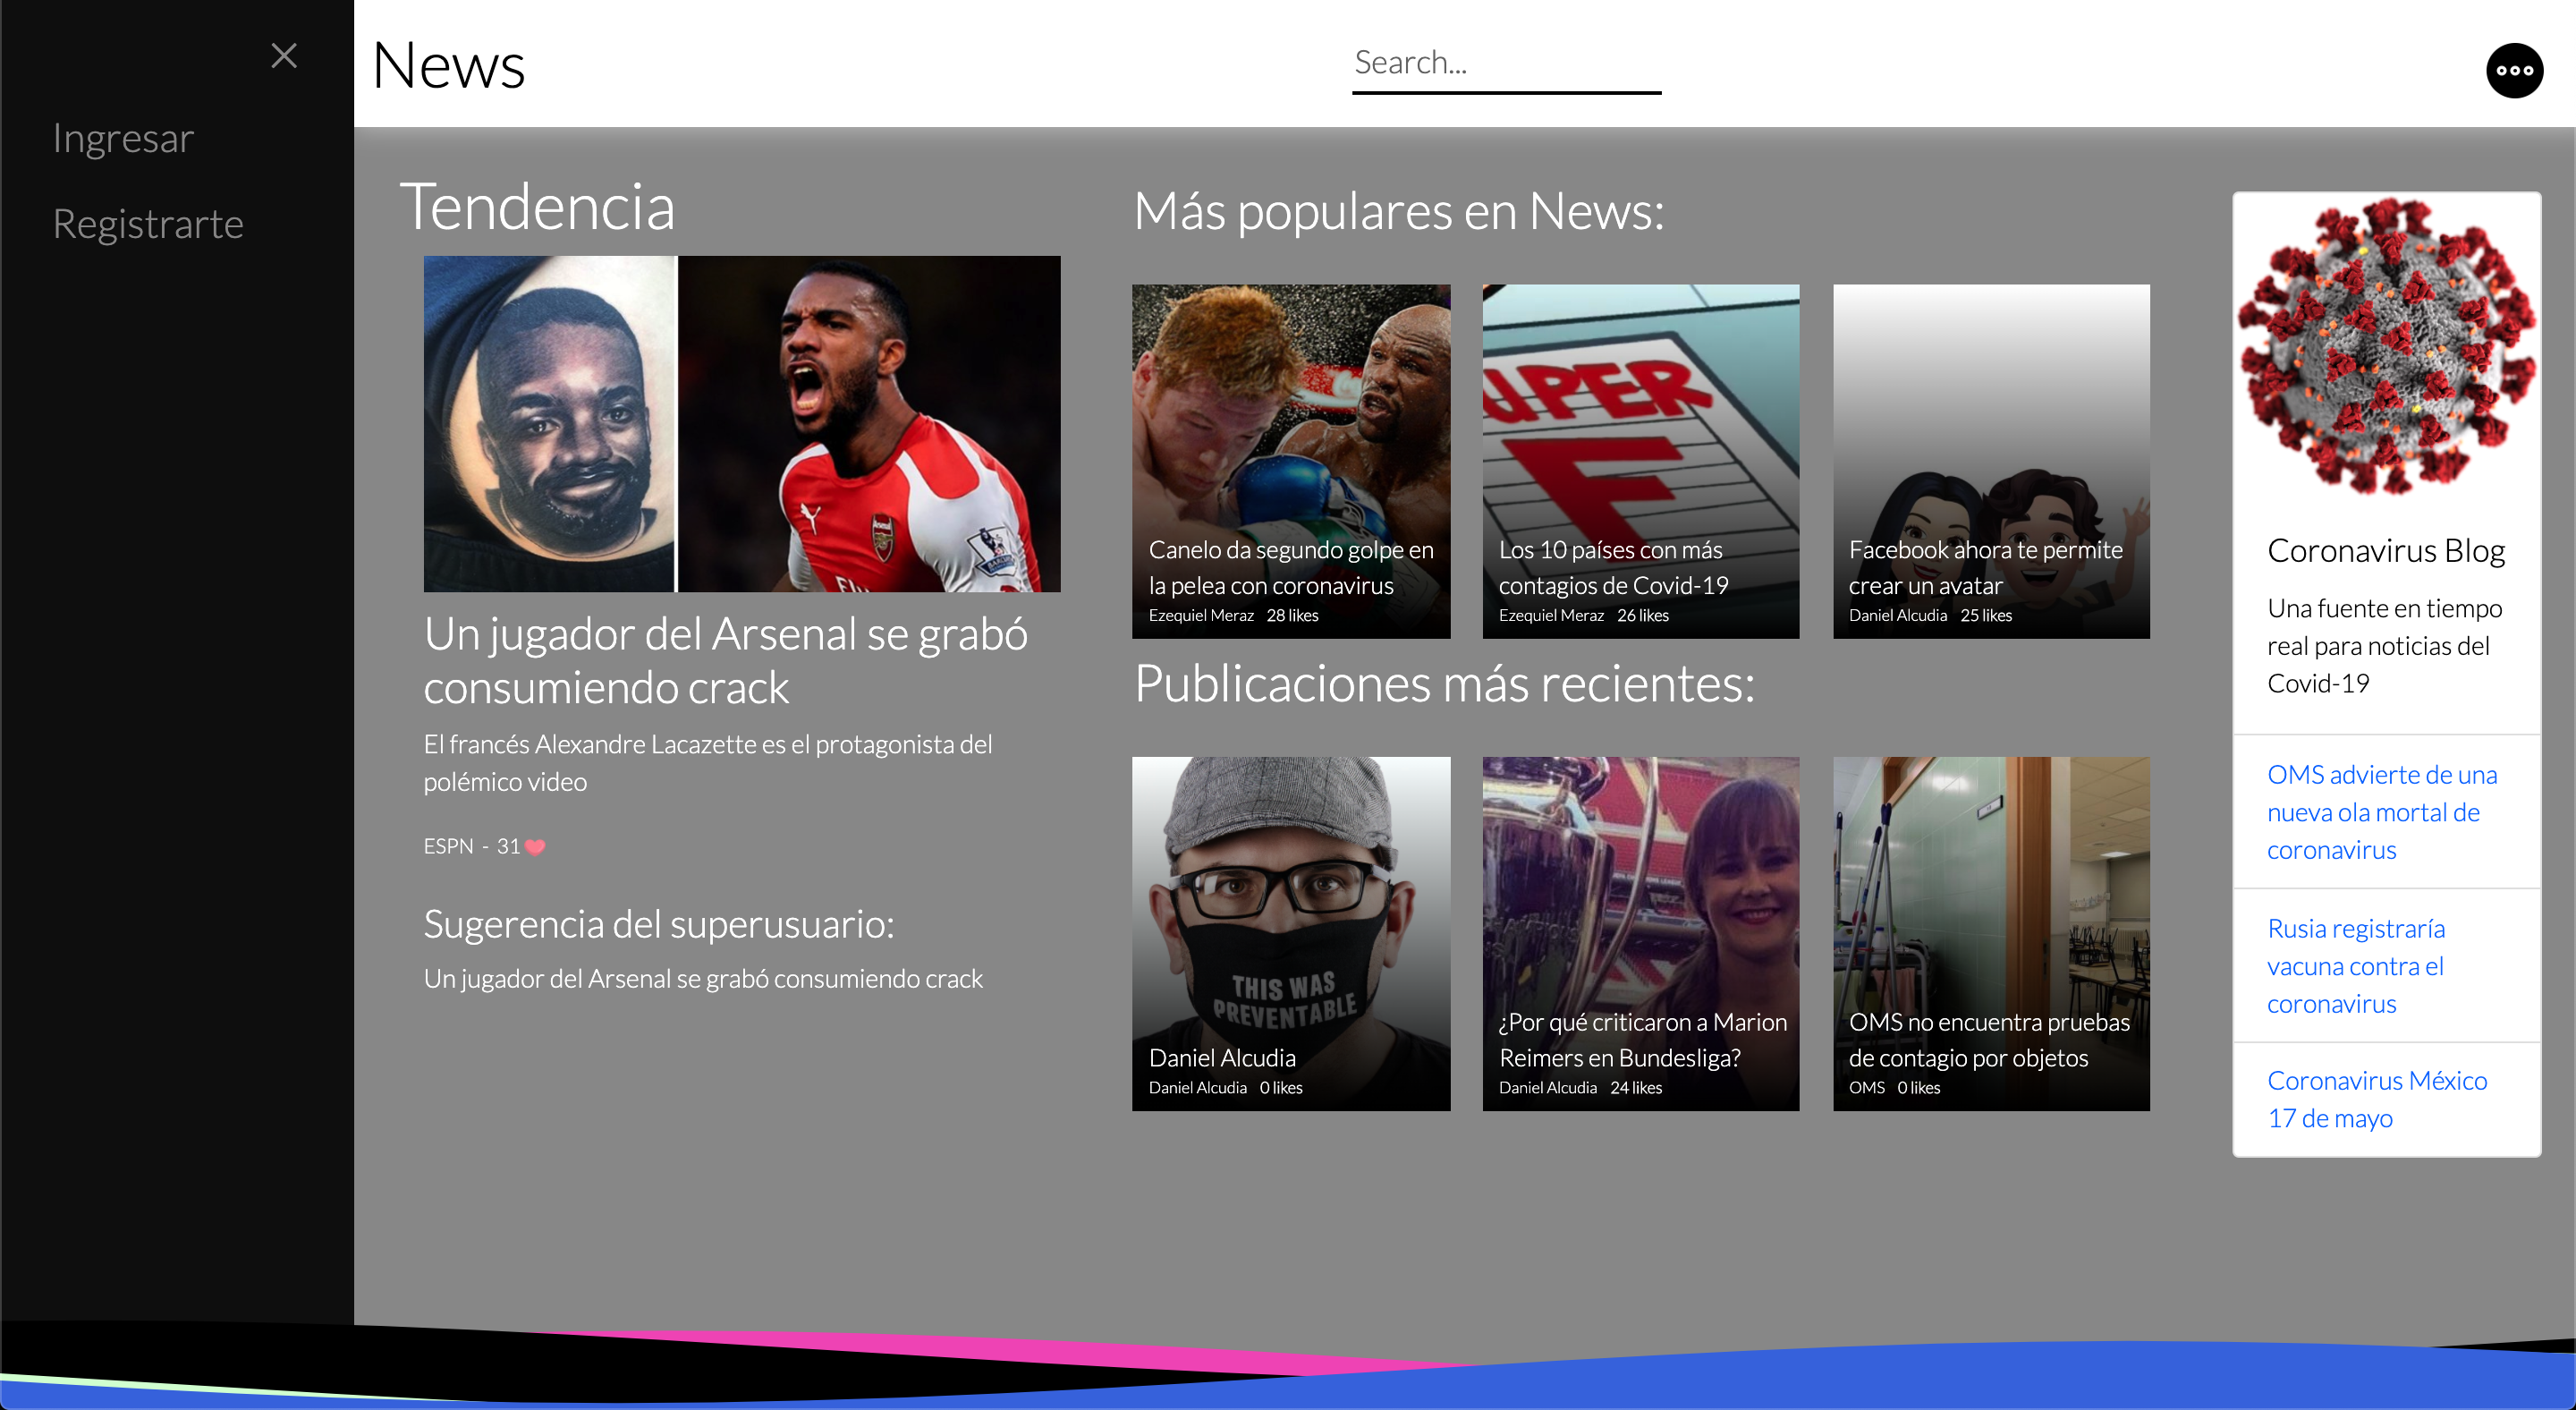 Ingresar
Registrarte
News
Search...
Tendencia
Un jugador del Arsenal se grabó
consumiendo crack
El francés Alexandre Lacazette es el protagonista del
polémico video
ESPN - 31
Sugerencia del superusuario:
Un jugador del Arsenal se grabó consumiendo crack
Más populares en News:
Canelo da segundo golpe en
la pelea con coronavirus
Ezequiel Meraz 28 likes
UPER
F
Los 10 países con más
contagios de Covid-19
Ezequiel Meraz 26 likes
Facebook ahora te permite
crear un avatar
Daniel Alcudia 25 likes
Publicaciones más recientes:
THIS WAS
PREVENTABLE
Daniel Alcudia
Daniel Alcudia 0 likes
¿Por qué criticaron a Marion
Reimers en Bundesliga?
Daniel Alcudia 24 likes
OMS no encuentra pruebas
de contagio por objetos
OMS 0 likes
Coronavirus Blog
Una fuente en tiempo
real para noticias del
Covid-19
OMS advierte de una
nueva ola mortal de
coronavirus
Rusia registraría
vacuna contra el
coronavirus
Coronavirus México
17 de mayo